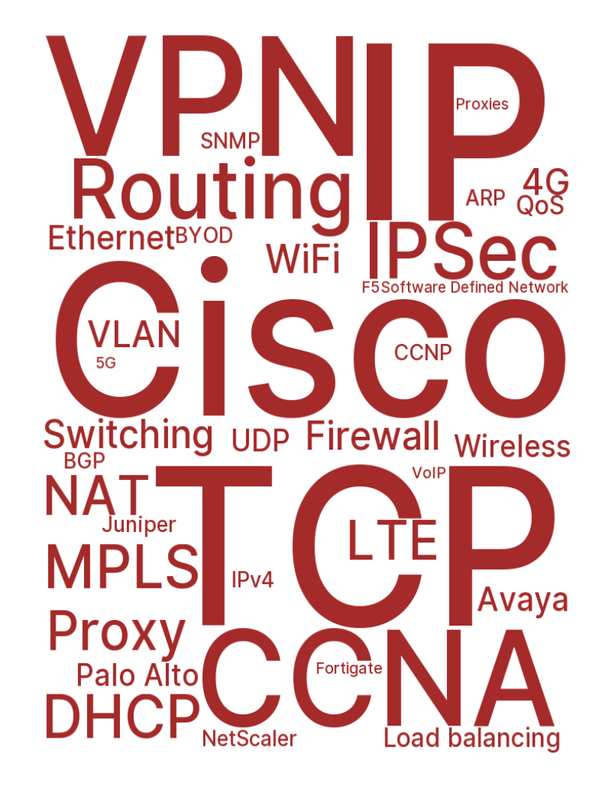 VPN
IP
Proxies
SNMP
Routing
4G
ARP
QoS
Ethernet
BYOD
WiFi
IPSec
F5
Software Defined Network
Cisco
VLAN
5G
CCNP
Switching
UDP
Firewall
Wireless
BGP
TCP
VoIP
NAT
Juniper
LTE
MPLS
IPv4
Avaya
Proxy
CCNA
Palo Alto
Fortigate
DHCP
NetScaler
Load balancing